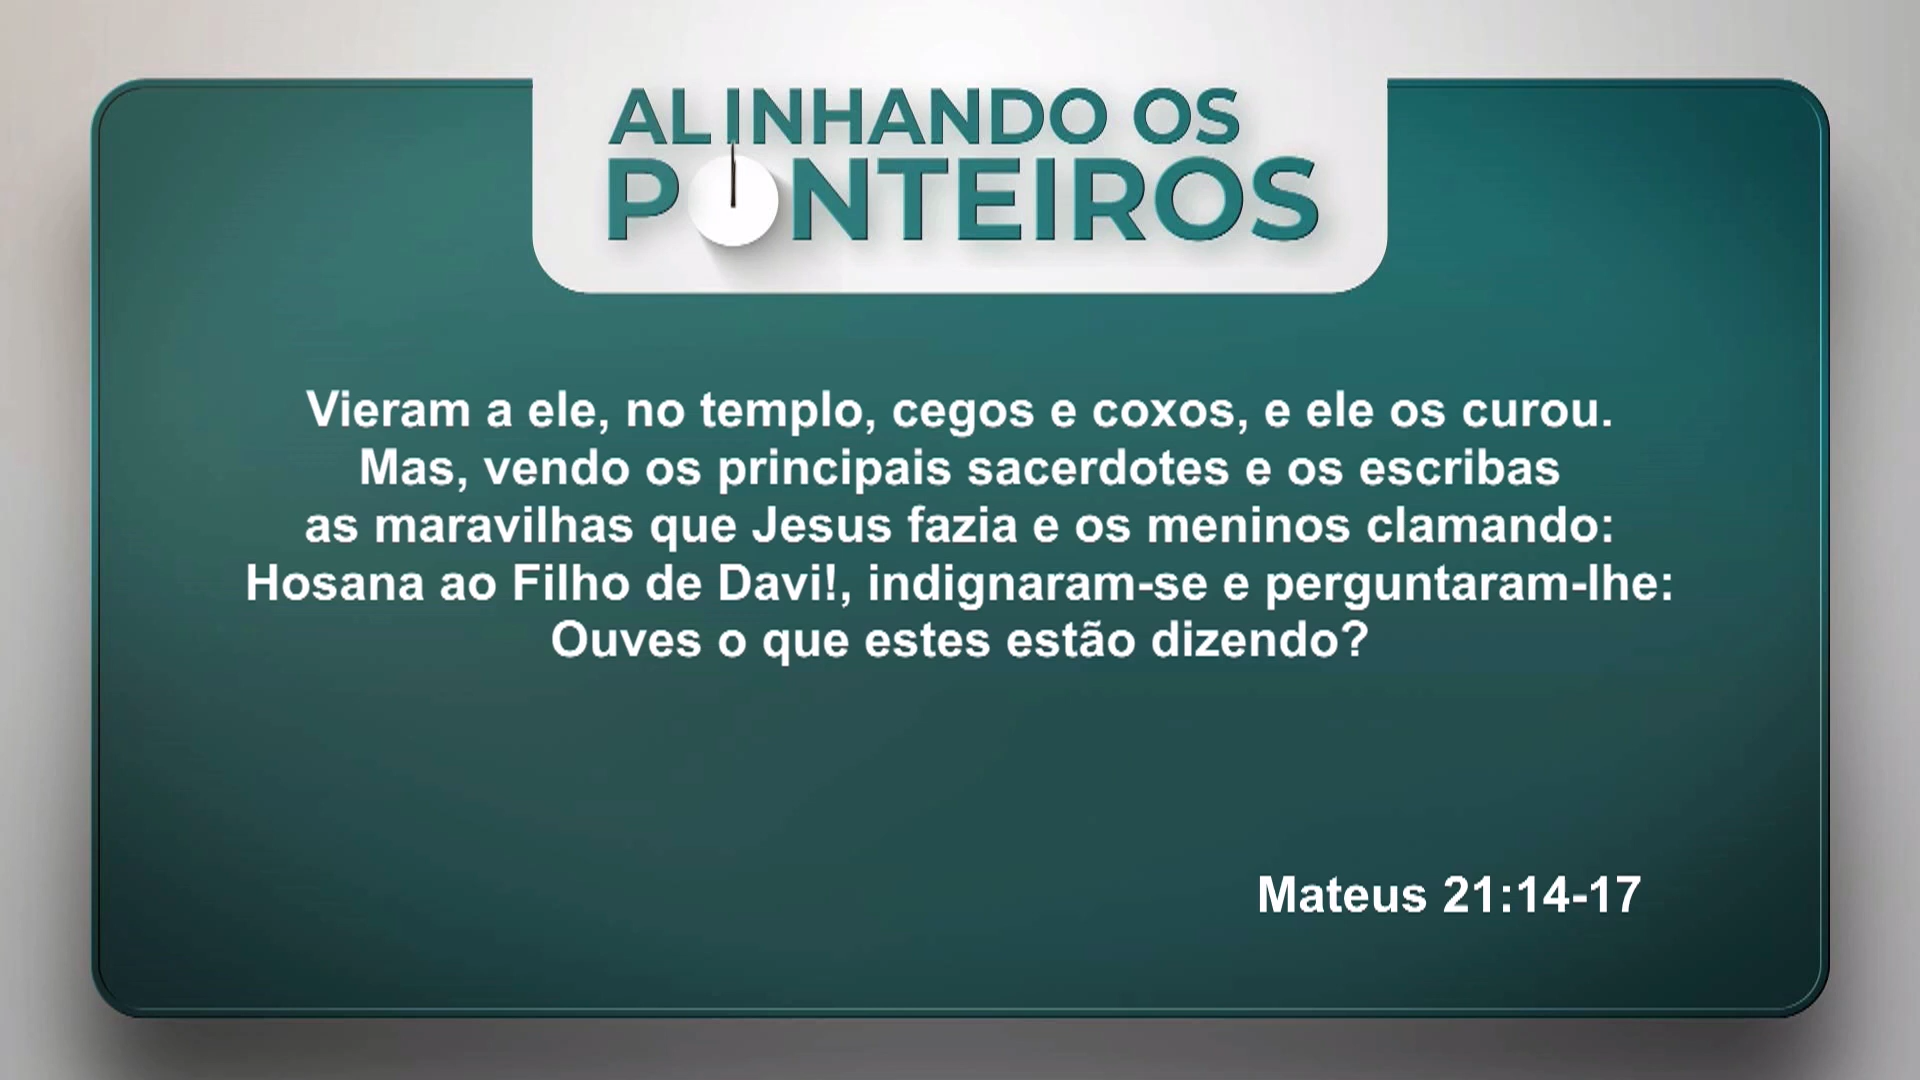 ALINHANDO OS
PONTEIROS
Vieram a ele, no templo, cegos e coxos, e ele os curou.
Mas, vendo os principais sacerdotes e os escribas
as maravilhas que Jesus fazia e os meninos clamando:
Hosana ao Filho de Davi!, indignaram-se e perguntaram-lhe:
Ouves o que estes estão dizendo?
Mateus 21:14-17